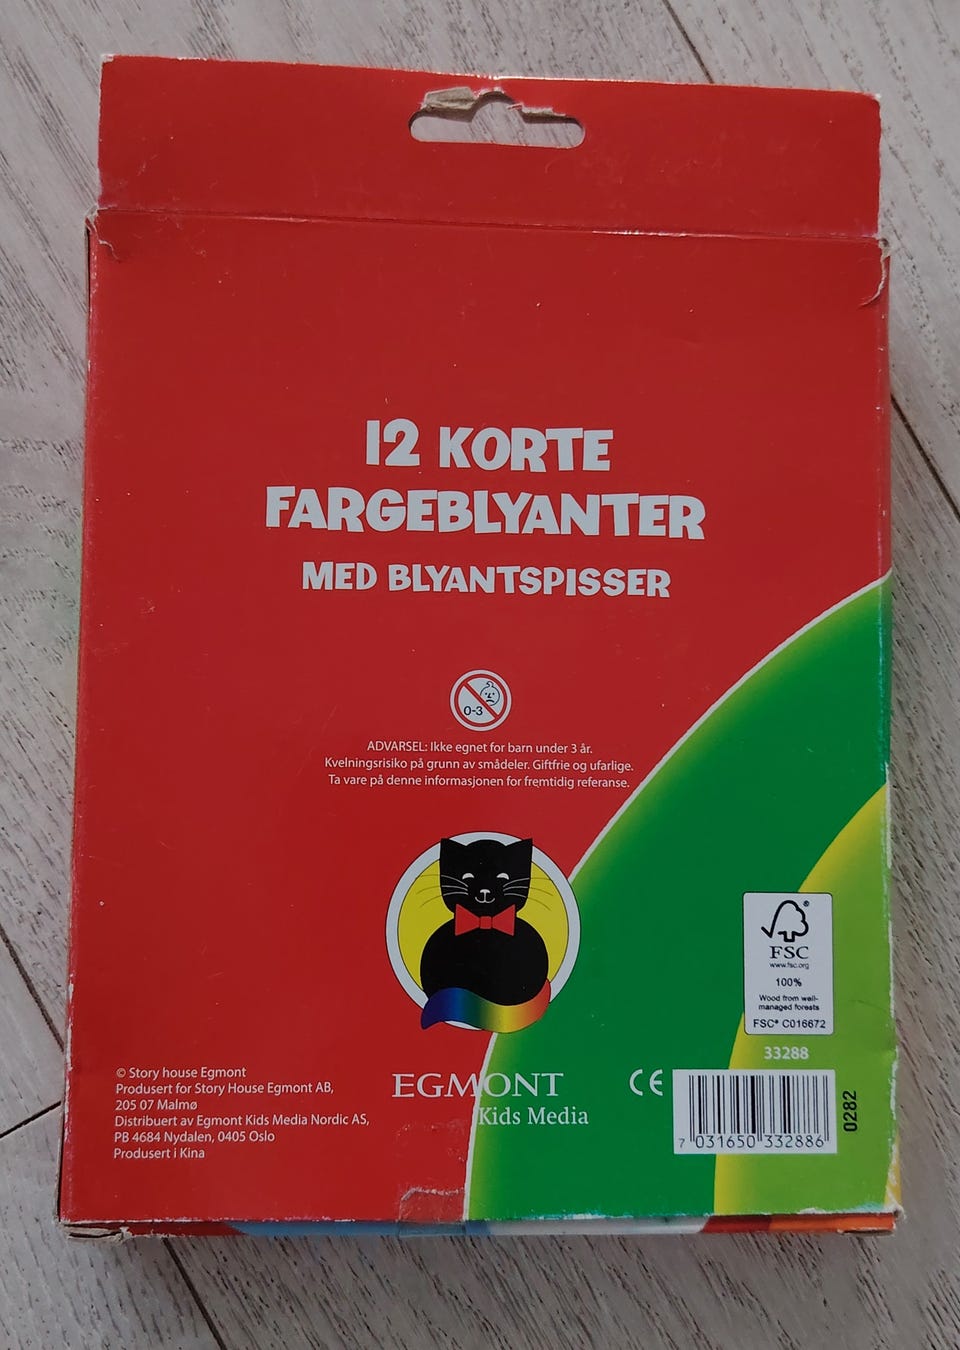 12 KORTE
FARGEBLYANTER
MED BLYANTSPISSER
0-3
ADVARSEL: Ikke egnet for barn under 3 år.
Kvelningsrisiko på grunn av smådeler. Giftfrie og ufarlige.
Ta vare på denne informasjonen for fremtidig referanse.
© Story house Egmont
Produsert for Story House Egmont AB,
205 07 Malmø
Distribuert av Egmont Kids Media Nordic AS,
PB 4684 Nydalen, 0405 Oslo
Produsert i Kina
EGMONT
Kids Media
CE
®
FSC
www.fsc.org
100%
Wood from well-
managed forests
FSC® C016672
33288
7 031650 332886
0282